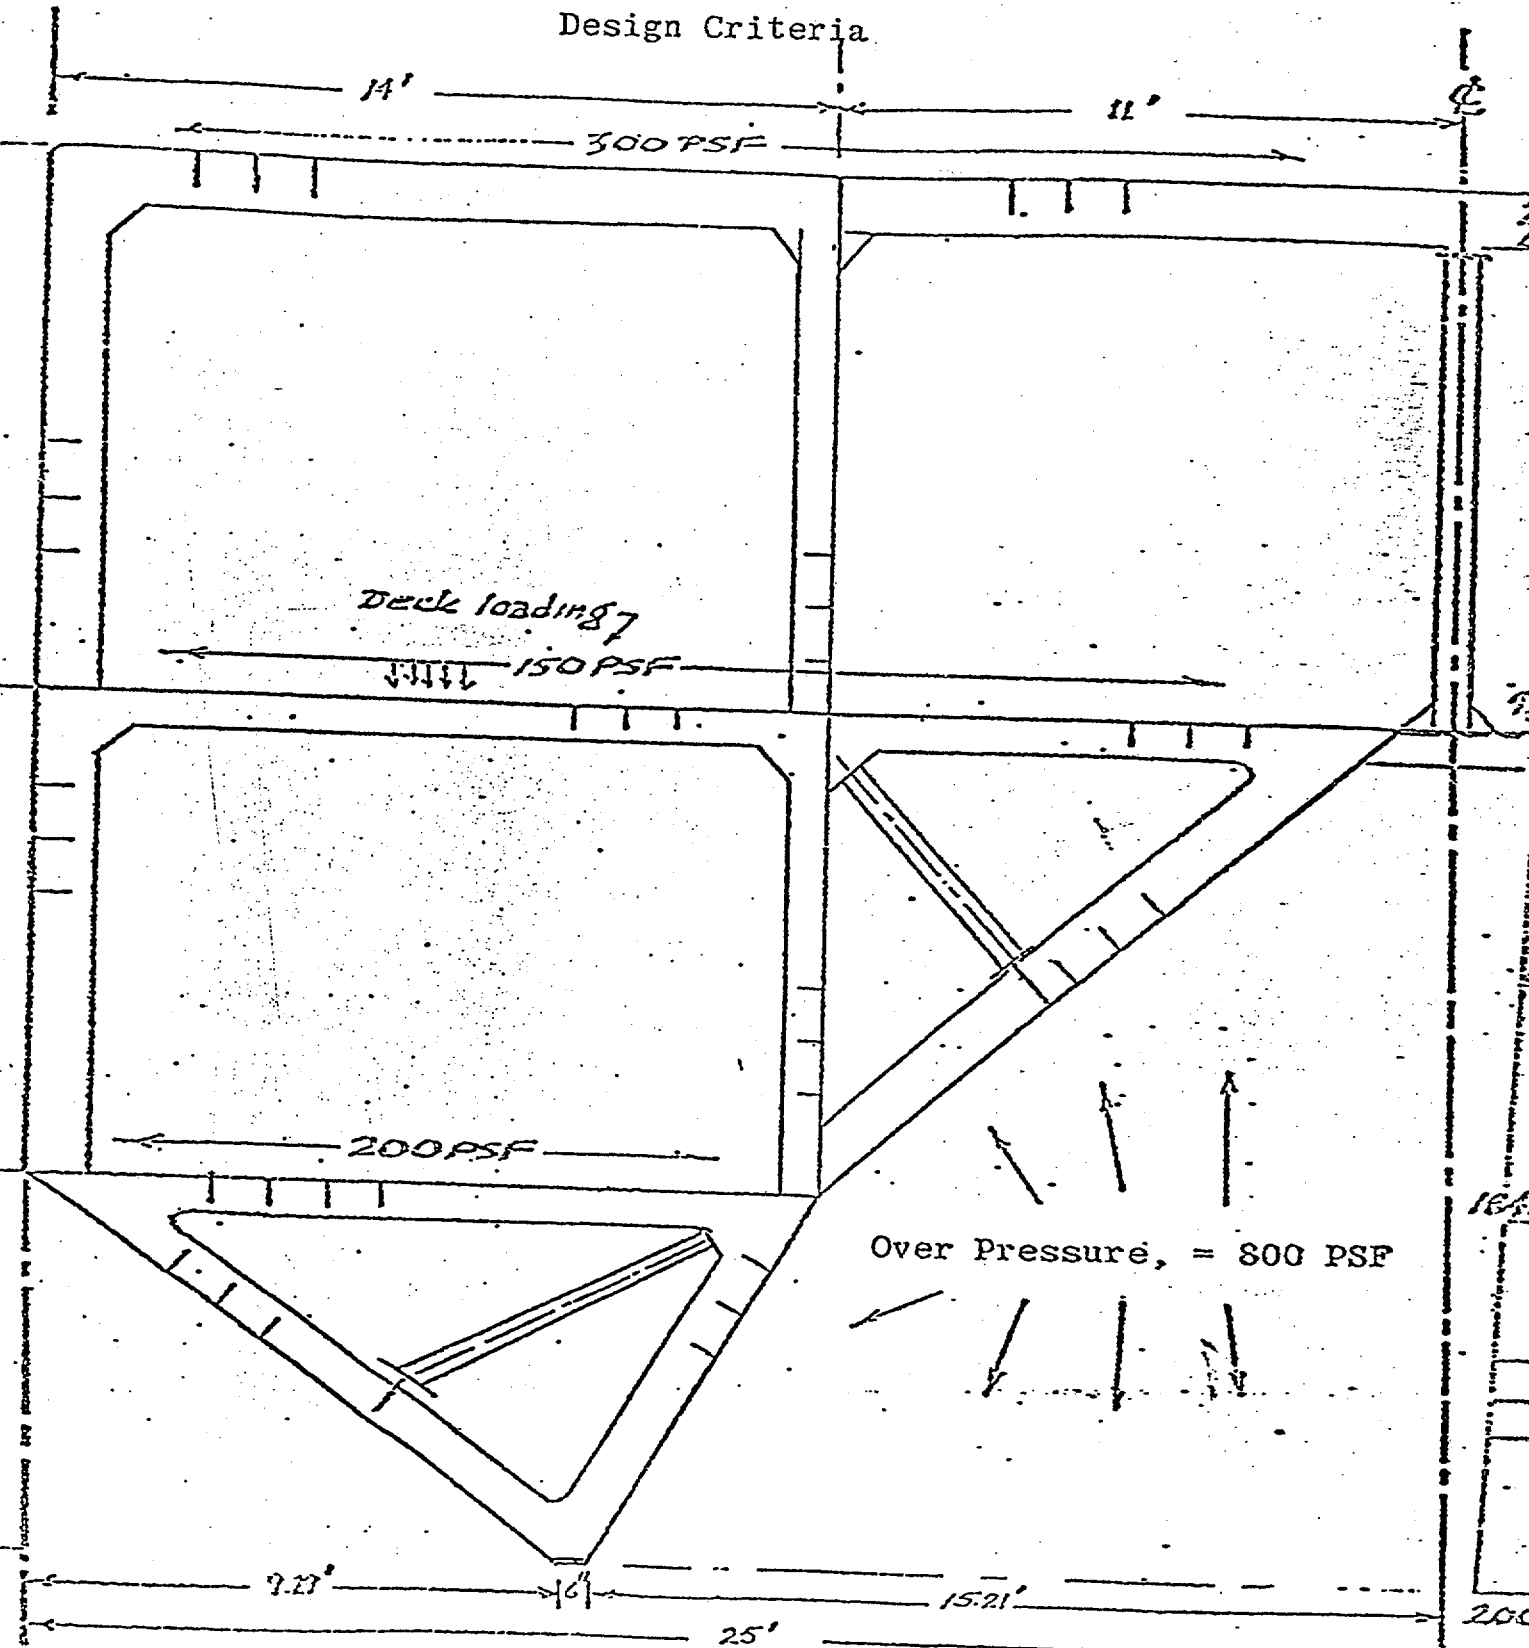 Design Criteria
14'
11'
℄
300 PSF
Deck loading
150 PSF
200 PSF
Over Pressure, = 800 PSF
6"
15.21'
25'